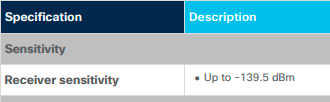 Specification Description
Sensitivity
Receiver sensitivity • Up to -139.5 dBm